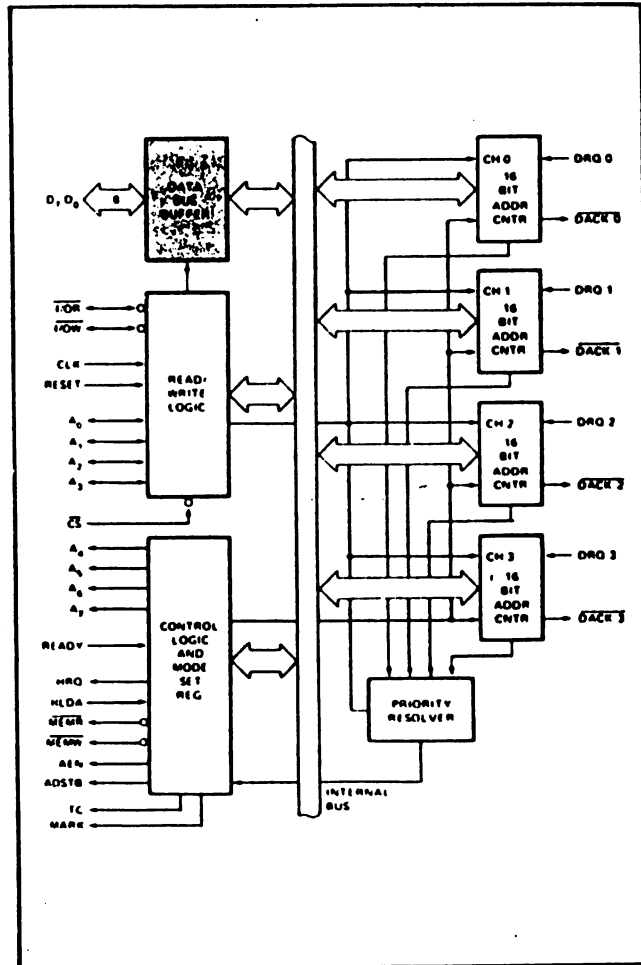 DATA
BUS
BUFFER
D, D₀
8
I/OR
I/OW
CLK
RESET
A₀
A₁
A₂
A₃
CS
READ/
WRITE
LOGIC
A₄
A₅
A₆
A₇
READY
HRQ
HLDA
MEMR
MEMW
AEN
ADSTB
TC
MARK
CONTROL
LOGIC
AND
MODE
SET
REG
INTERNAL
BUS
CH 0
16
BIT
ADDR
CNTR
DRQ 0
DACK 0
CH 1
16
BIT
ADDR
CNTR
DRQ 1
DACK 1
CH 2
16
BIT
ADDR
CNTR
DRQ 2
DACK 2
CH 3
16
BIT
ADDR
CNTR
DRQ 3
DACK 3
PRIORITY
RESOLVER